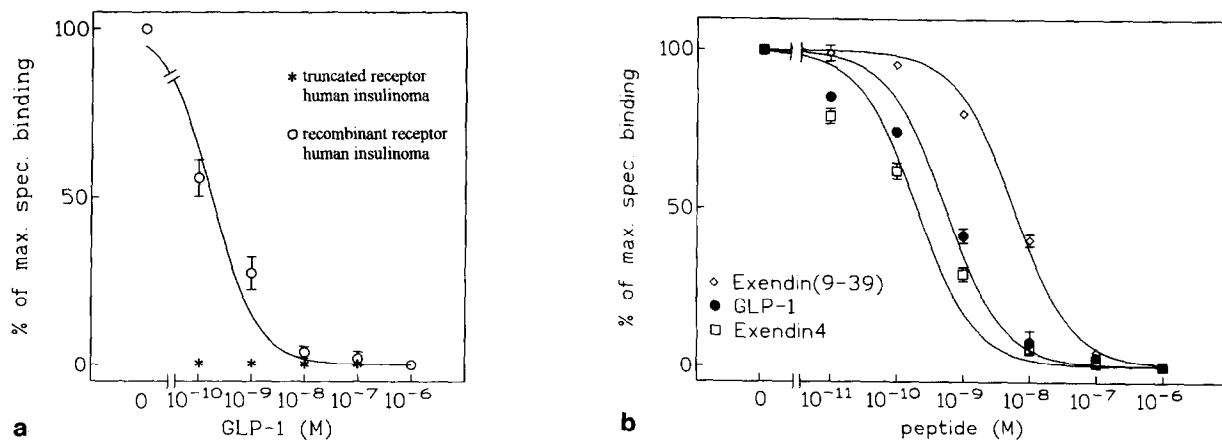 100
50
0
% of max. spec. binding
* truncated receptor
human insulinoma
○ recombinant receptor
human insulinoma
0 10⁻¹⁰ 10⁻⁹ 10⁻⁸ 10⁻⁷ 10⁻⁶
GLP-1 (M)
a
100
50
0
% of max. spec. binding
◇ Exendin(9-39)
● GLP-1
□ Exendin4
0 10⁻¹¹ 10⁻¹⁰ 10⁻⁹ 10⁻⁸ 10⁻⁷ 10⁻⁶
peptide (M)
b